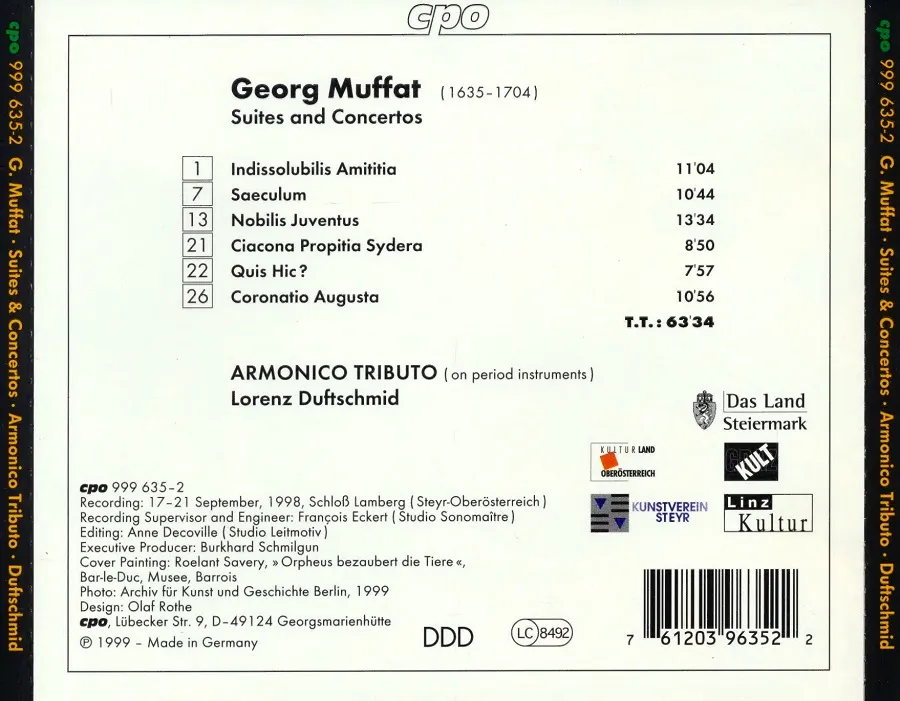 cpo
cpo 999 635-2 G. Muffat · Suites & Concertos · Armonico Tributo · Duftschmid
Georg Muffat (1635-1704)
Suites and Concertos
1 Indissolubilis Amititia 11'04
7 Saeculum 10'44
13 Nobilis Juventus 13'34
21 Ciacona Propitia Sydera 8'50
22 Quis Hic? 7'57
26 Coronatio Augusta 10'56
T.T.: 63'34
ARMONICO TRIBUTO (on period instruments)
Lorenz Duftschmid
Das Land
Steiermark
KULTURLAND
OBERÖSTERREICH
KULT
KUNSTVEREIN
STEYR
Linz
Kultur
cpo 999 635-2
Recording: 17-21 September, 1998, Schloß Lamberg (Steyr-Oberösterreich)
Recording Supervisor and Engineer: François Eckert (Studio Sonomaître)
Editing: Anne Decoville (Studio Leitmotiv)
Executive Producer: Burkhard Schmilgun
Cover Painting: Roelant Savery, »Orpheus bezaubert die Tiere«,
Bar-le-Duc, Musee, Barrois
Photo: Archiv für Kunst und Geschichte Berlin, 1999
Design: Olaf Rothe
cpo, Lübecker Str. 9, D-49124 Georgsmarienhütte
℗ 1999 – Made in Germany
DDD
LC 8492
7 61203 96352 2
cpo 999 635-2 G. Muffat · Suites & Concertos · Armonico Tributo · Duftschmid